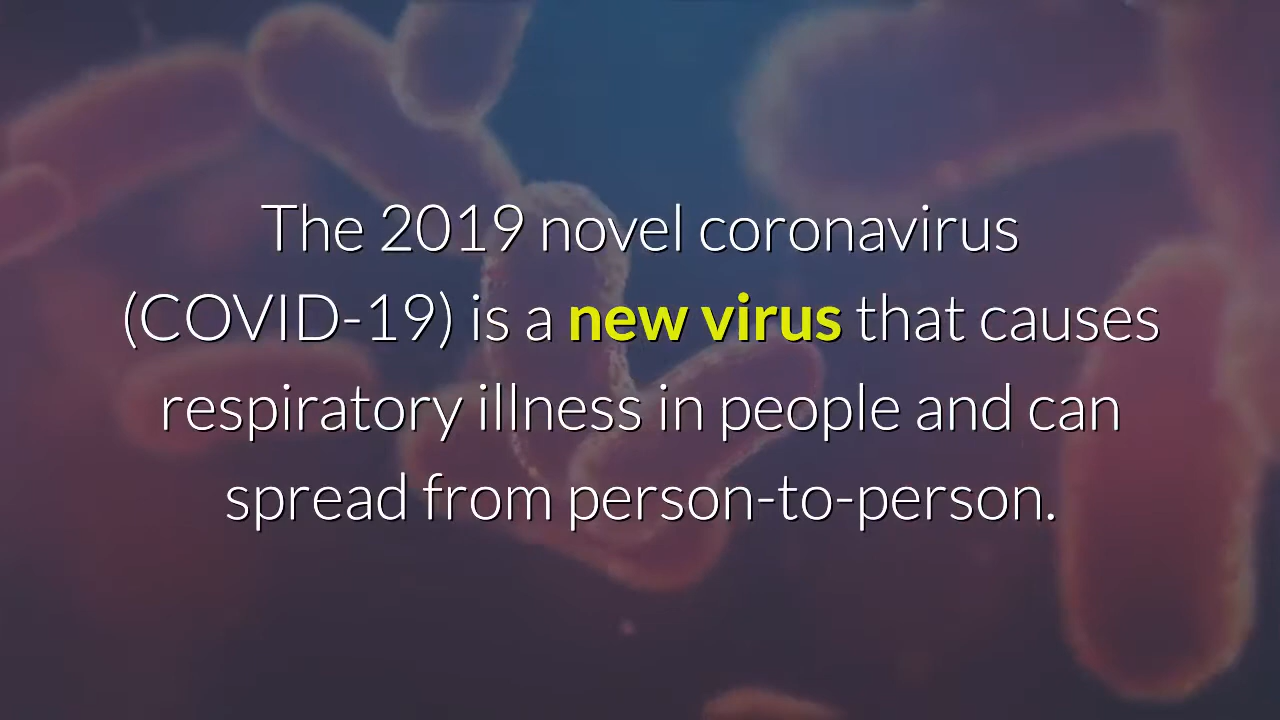 The 2019 novel coronavirus
(COVID-19) is a new virus that causes
respiratory illness in people and can
spread from person-to-person.